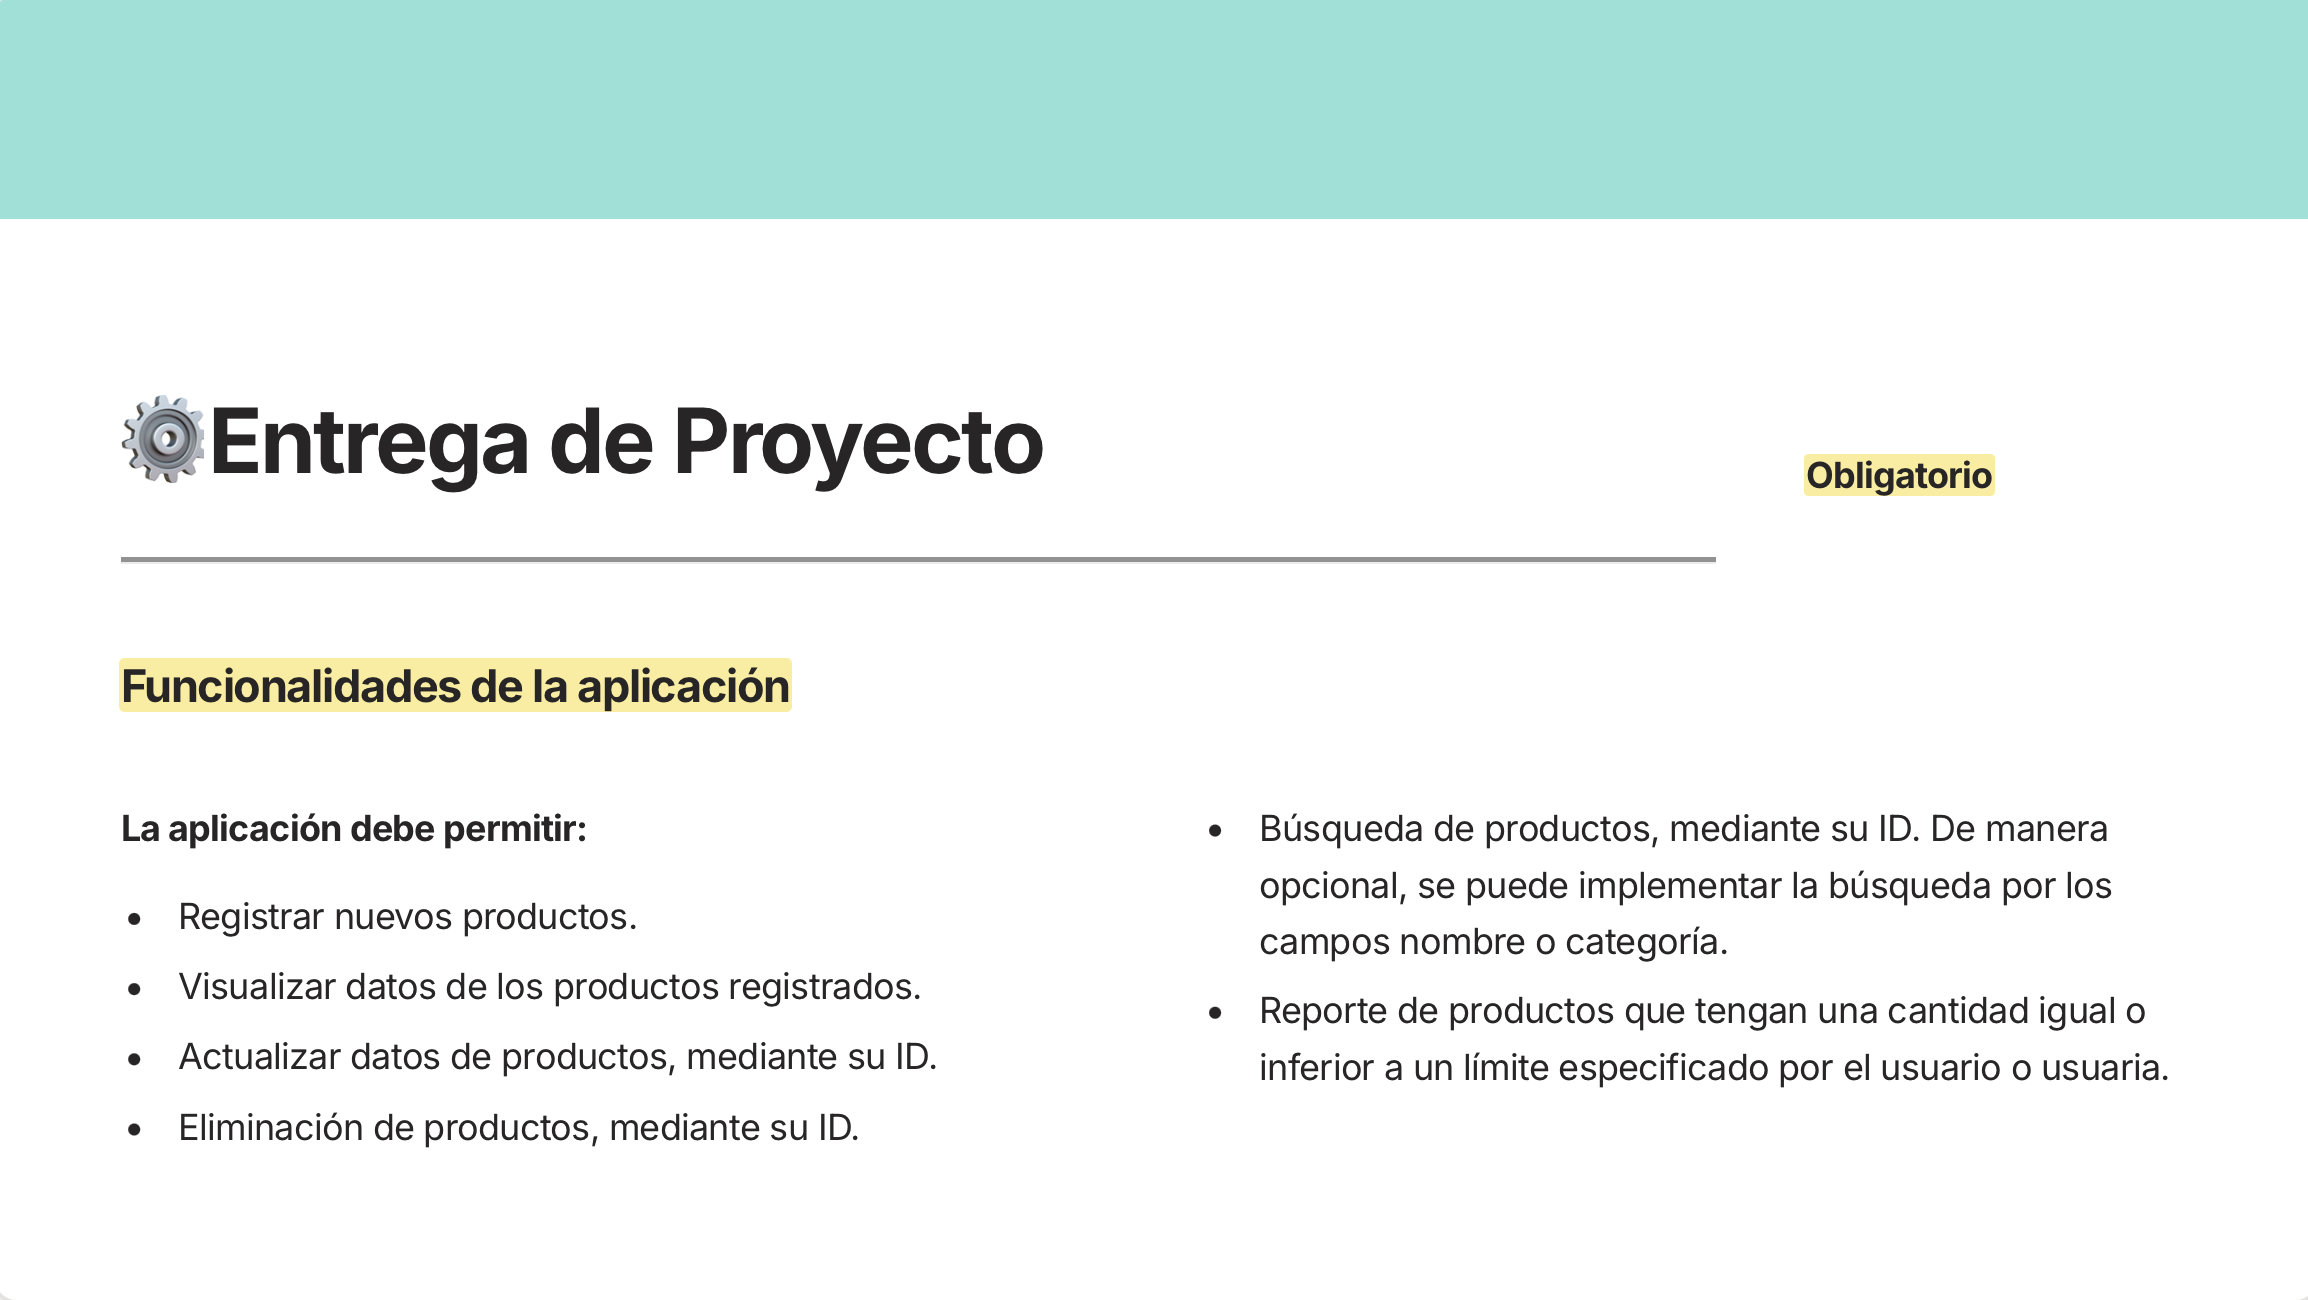 Entrega de Proyecto
Obligatorio
Funcionalidades de la aplicación
La aplicación debe permitir:
• Registrar nuevos productos.
• Visualizar datos de los productos registrados.
• Actualizar datos de productos, mediante su ID.
• Eliminación de productos, mediante su ID.
• Búsqueda de productos, mediante su ID. De manera
opcional, se puede implementar la búsqueda por los
campos nombre o categoría.
• Reporte de productos que tengan una cantidad igual o
inferior a un límite especificado por el usuario o usuaria.